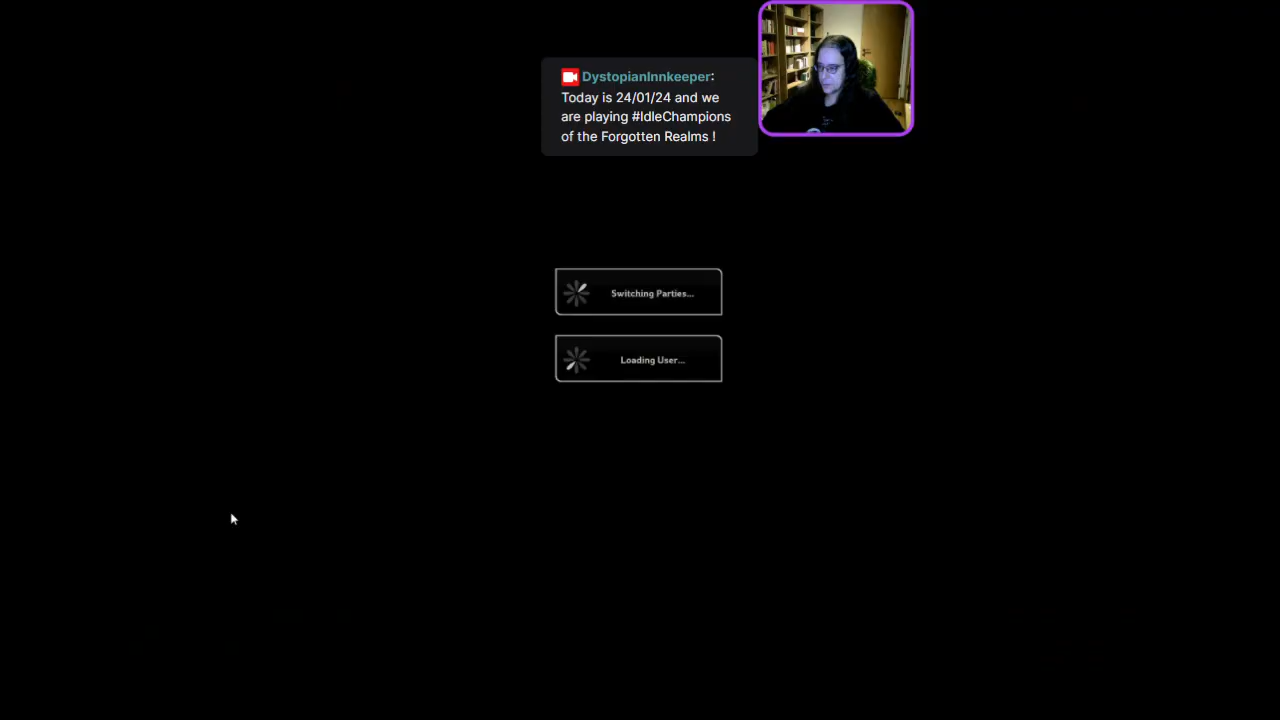 DystopianInnkeeper:
Today is 24/01/24 and we
are playing #IdleChampions
of the Forgotten Realms !
Switching Parties...
Loading User...